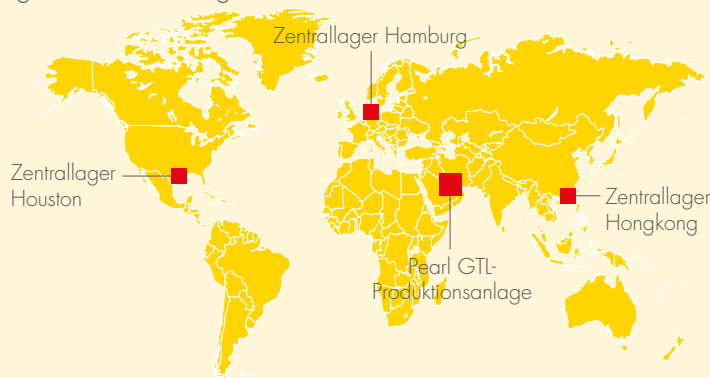 Zentrallager Hamburg
Zentrallager
Houston
Zentrallager
Hongkong
Pearl GTL-
Produktionsanlage